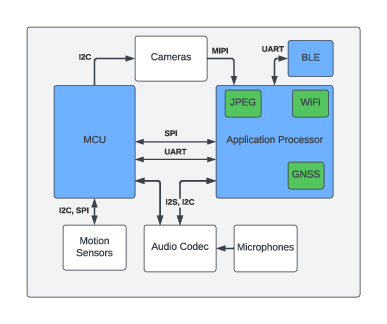 I2C
Cameras
MIPI
UART
BLE
JPEG
WiFi
MCU
SPI
Application Processor
UART
GNSS
I2S, I2C
I2C, SPI
Motion
Sensors
Audio Codec
Microphones